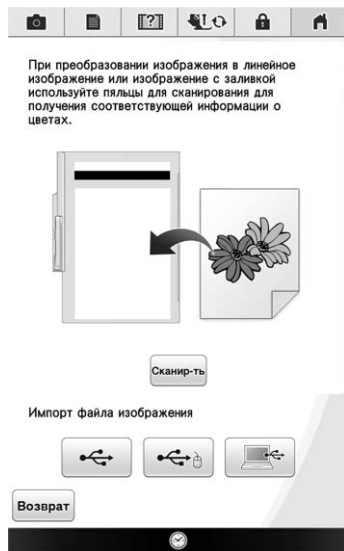 При преобразовании изображения в линейное
изображение или изображение с заливкой
используйте пяльцы для сканирования для
получения соответствующей информации о
цветах.
Сканир-ть
Импорт файла изображения
Возврат